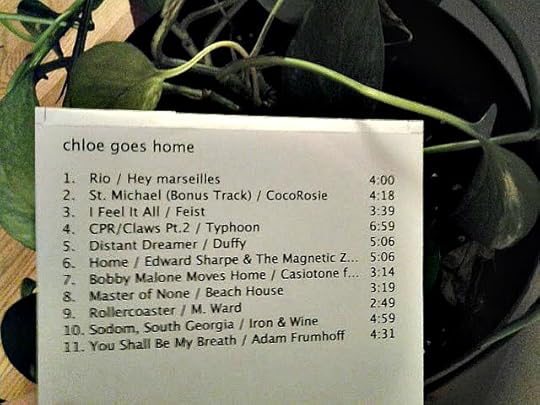 chloe goes home
1. Rio / Hey marseilles 4:00
2. St. Michael (Bonus Track) / CocoRosie 4:18
3. I Feel It All / Feist 3:39
4. CPR/Claws Pt.2 / Typhoon 6:59
5. Distant Dreamer / Duffy 5:06
6. Home / Edward Sharpe & The Magnetic Z... 5:06
7. Bobby Malone Moves Home / Casiotone f... 3:14
8. Master of None / Beach House 3:19
9. Rollercoaster / M. Ward 2:49
10. Sodom, South Georgia / Iron & Wine 4:59
11. You Shall Be My Breath / Adam Frumhoff 4:31